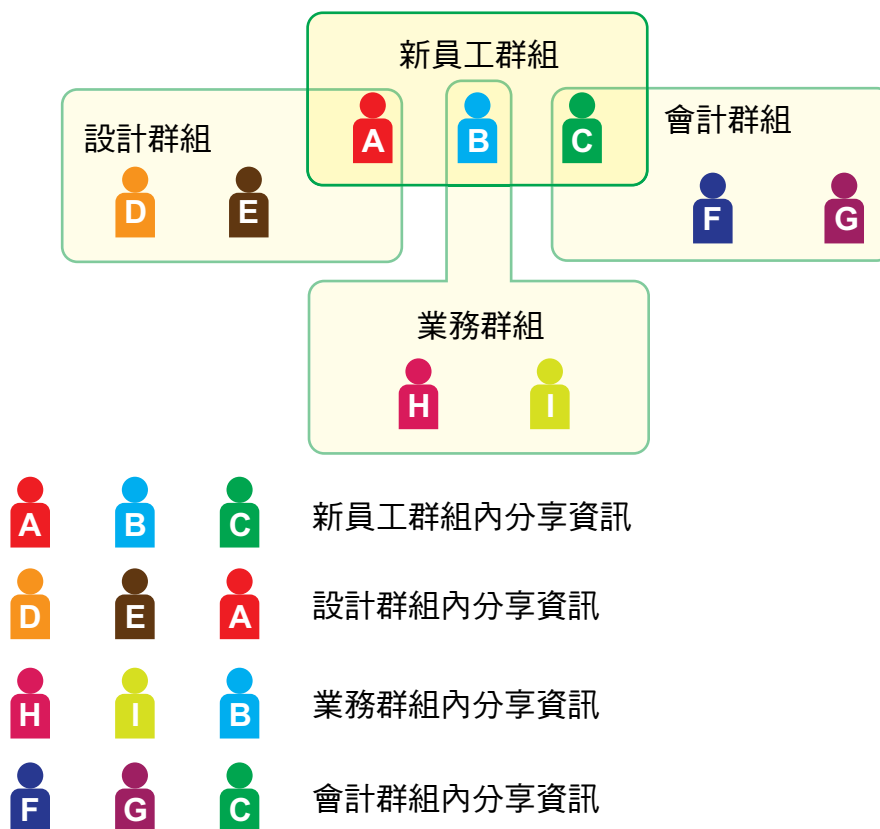 新員工群組
A B C
設計群組
會計群組
D E
F G
業務群組
H I
A B C 新員工群組內分享資訊
D E A 設計群組內分享資訊
H I B 業務群組內分享資訊
F G C 會計群組內分享資訊